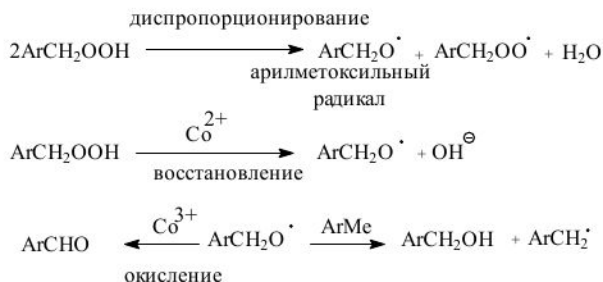 диспропорционирование
2ArCH₂OOH ArCH₂O• + ArCH₂OO• + H₂O
арилметоксильный
радикал
Co²⁺
ArCH₂OOH ArCH₂O• + OH⊖
восстановление
Co³⁺ ArMe
ArCHO ArCH₂O• ArCH₂OH + ArCH₂•
окисление